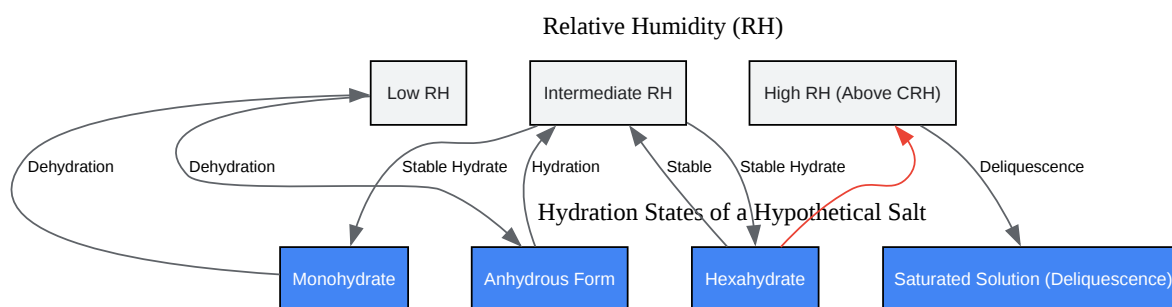 Relative Humidity (RH)
Low RH
Intermediate RH
High RH (Above CRH)
Dehydration
Dehydration
Stable Hydrate
Hydration
Stable
Stable Hydrate
Deliquescence
Hydration States of a Hypothetical Salt
Monohydrate
Anhydrous Form
Hexahydrate
Saturated Solution (Deliquescence)